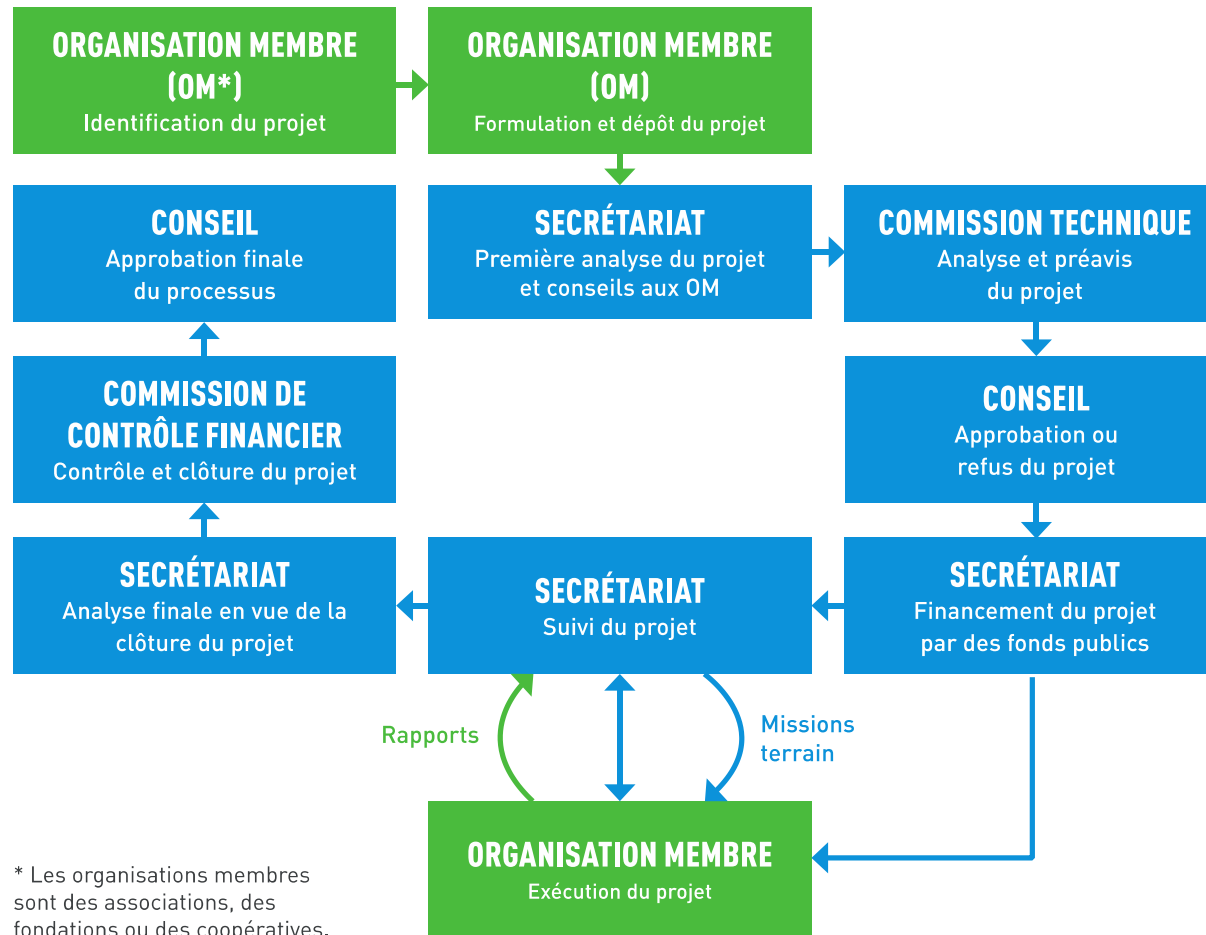 ORGANISATION MEMBRE
(OM*)
Identification du projet
ORGANISATION MEMBRE
(OM)
Formulation et dépôt du projet
CONSEIL
Approbation finale
du processus
SECRÉTARIAT
Première analyse du projet
et conseils aux OM
COMMISSION TECHNIQUE
Analyse et préavis
du projet
COMMISSION DE
CONTRÔLE FINANCIER
Contrôle et clôture du projet
CONSEIL
Approbation ou
refus du projet
SECRÉTARIAT
Analyse finale en vue de la
clôture du projet
SECRÉTARIAT
Suivi du projet
SECRÉTARIAT
Financement du projet
par des fonds publics
Rapports
Missions
terrain
ORGANISATION MEMBRE
Exécution du projet
* Les organisations membres
sont des associations, des
fondations ou des coopératives.